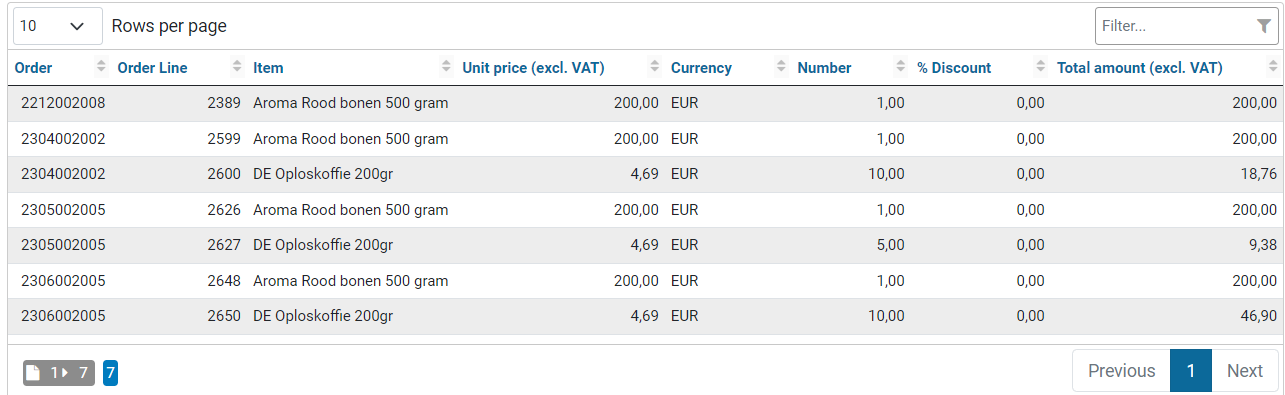 10 Rows per page Filter...
Order Order Line Item Unit price (excl. VAT) Currency Number % Discount Total amount (excl. VAT)
2212002008 2389 Aroma Rood bonen 500 gram 200,00 EUR 1,00 0,00 200,00
2304002002 2599 Aroma Rood bonen 500 gram 200,00 EUR 1,00 0,00 200,00
2304002002 2600 DE Oploskoffie 200gr 4,69 EUR 10,00 0,00 18,76
2305002005 2626 Aroma Rood bonen 500 gram 200,00 EUR 1,00 0,00 200,00
2305002005 2627 DE Oploskoffie 200gr 4,69 EUR 5,00 0,00 9,38
2306002005 2648 Aroma Rood bonen 500 gram 200,00 EUR 1,00 0,00 200,00
2306002005 2650 DE Oploskoffie 200gr 4,69 EUR 10,00 0,00 46,90
1 7 7 Previous 1 Next